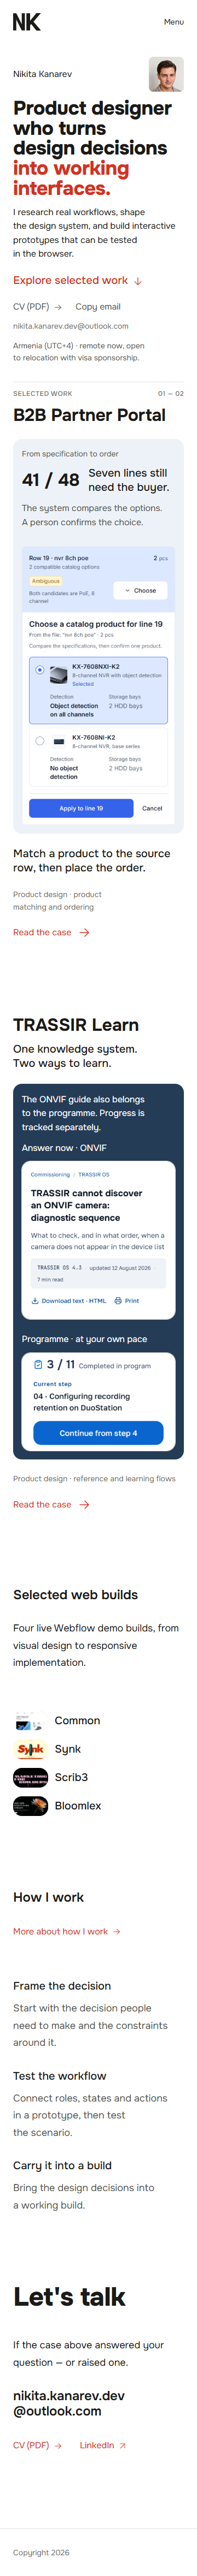 NK
Menu
Nikita Kanarev
Product designer
who turns
design decisions
into working
interfaces.
I research real workflows, shape
the design system, and build interactive
prototypes that can be tested
in the browser.
Explore selected work ↓
CV (PDF) → Copy email
nikita.kanarev.dev@outlook.com
Armenia (UTC+4) · remote now, open
to relocation with visa sponsorship.
SELECTED WORK 01 — 02
B2B Partner Portal
From specification to order
41 / 48 Seven lines still
need the buyer.
The system compares the options.
A person confirms the choice.
Row 19 · nvr 8ch poe 2 pcs
2 compatible catalog options
Ambiguous
Both candidates are PoE, 8
channel
Choose
Choose a catalog product for line 19
From the file: "nvr 8ch poe" · 2 pcs
Compare the specifications, then confirm one product.
KX-7608NXI-K2
8-channel NVR with object detection
Selected
Detection Storage bays
Object detection 2 HDD bays
on all channels
KX-7608NI-K2
8-channel NVR, base series
Detection Storage bays
No object 2 HDD bays
detection
Apply to line 19 Cancel
Match a product to the source
row, then place the order.
Product design · product
matching and ordering
Read the case →
TRASSIR Learn
One knowledge system.
Two ways to learn.
The ONVIF guide also belongs
to the programme. Progress is
tracked separately.
Answer now · ONVIF
Commissioning / TRASSIR OS
TRASSIR cannot discover
an ONVIF camera:
diagnostic sequence
What to check, and in what order, when a
camera does not appear in the device list
TRASSIR OS 4.3 · updated 12 August 2026 ·
7 min read
Download text · HTML Print
Programme · at your own pace
3 / 11 Completed in program
Current step
04 · Configuring recording
retention on DuoStation
Continue from step 4
Product design · reference and learning flows
Read the case →
Selected web builds
Four live Webflow demo builds, from
visual design to responsive
implementation.
Common
Synk
Synk
Scrib3
Bloomlex
How I work
More about how I work →
Frame the decision
Start with the decision people
need to make and the constraints
around it.
Test the workflow
Connect roles, states and actions
in a prototype, then test
the scenario.
Carry it into a build
Bring the design decisions into
a working build.
Let's talk
If the case above answered your
question — or raised one.
nikita.kanarev.dev
@outlook.com
CV (PDF) → LinkedIn ↗
Copyright 2026